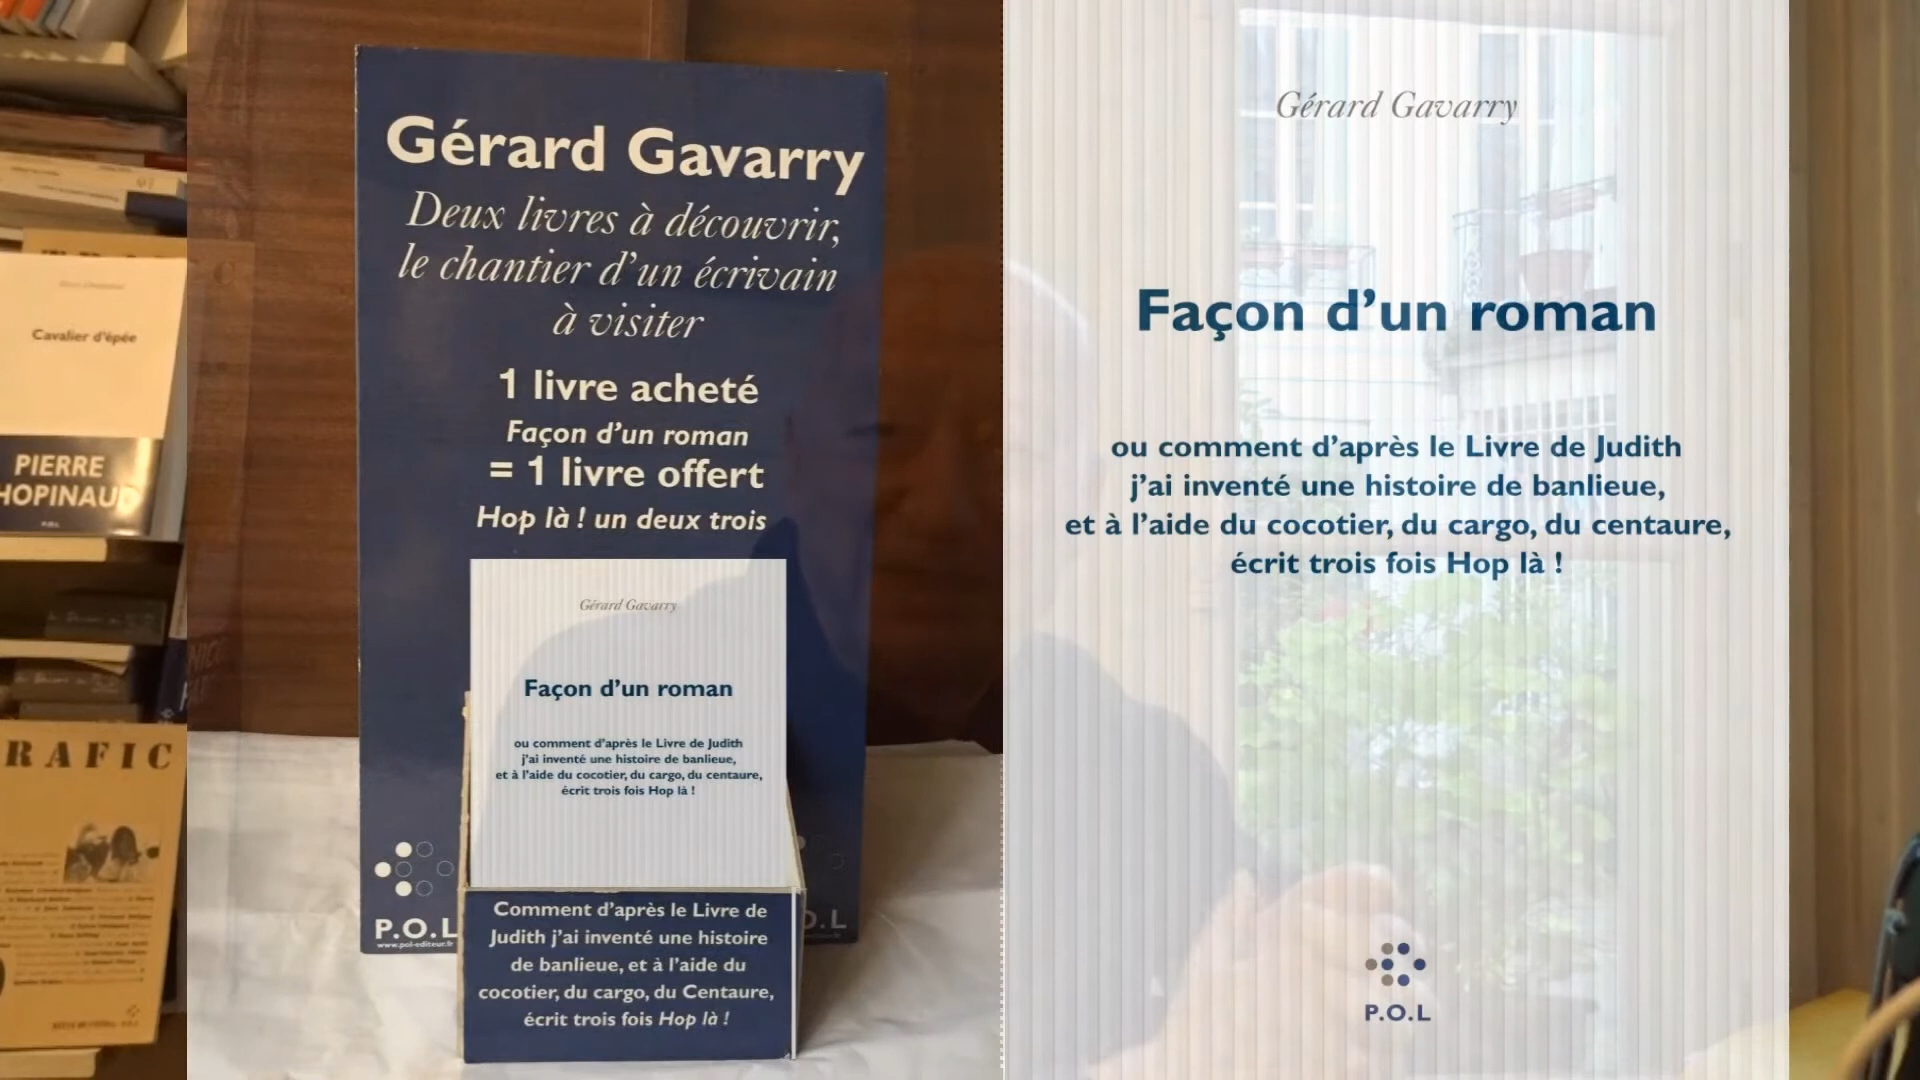 Cavalier d'épée
PIERRE
P.O.L
RAFIC
Gérard Gavarry
Deux livres à découvrir,
le chantier d'un écrivain
à visiter
1 livre acheté
Façon d'un roman
= 1 livre offert
Hop là ! un deux trois
Gérard Gavarry
Façon d'un roman
ou comment d'après le Livre de Judith
j'ai inventé une histoire de banlieue,
et à l'aide du cocotier, du cargo, du centaure,
écrit trois fois Hop là !
P.O.L
www.pol-editeur.fr
Comment d'après le Livre de
Judith j'ai inventé une histoire
de banlieue, et à l'aide du
cocotier, du cargo, du Centaure,
écrit trois fois Hop là !
Gérard Gavarry
Façon d'un roman
ou comment d'après le Livre de Judith
j'ai inventé une histoire de banlieue,
et à l'aide du cocotier, du cargo, du centaure,
écrit trois fois Hop là !
P.O.L